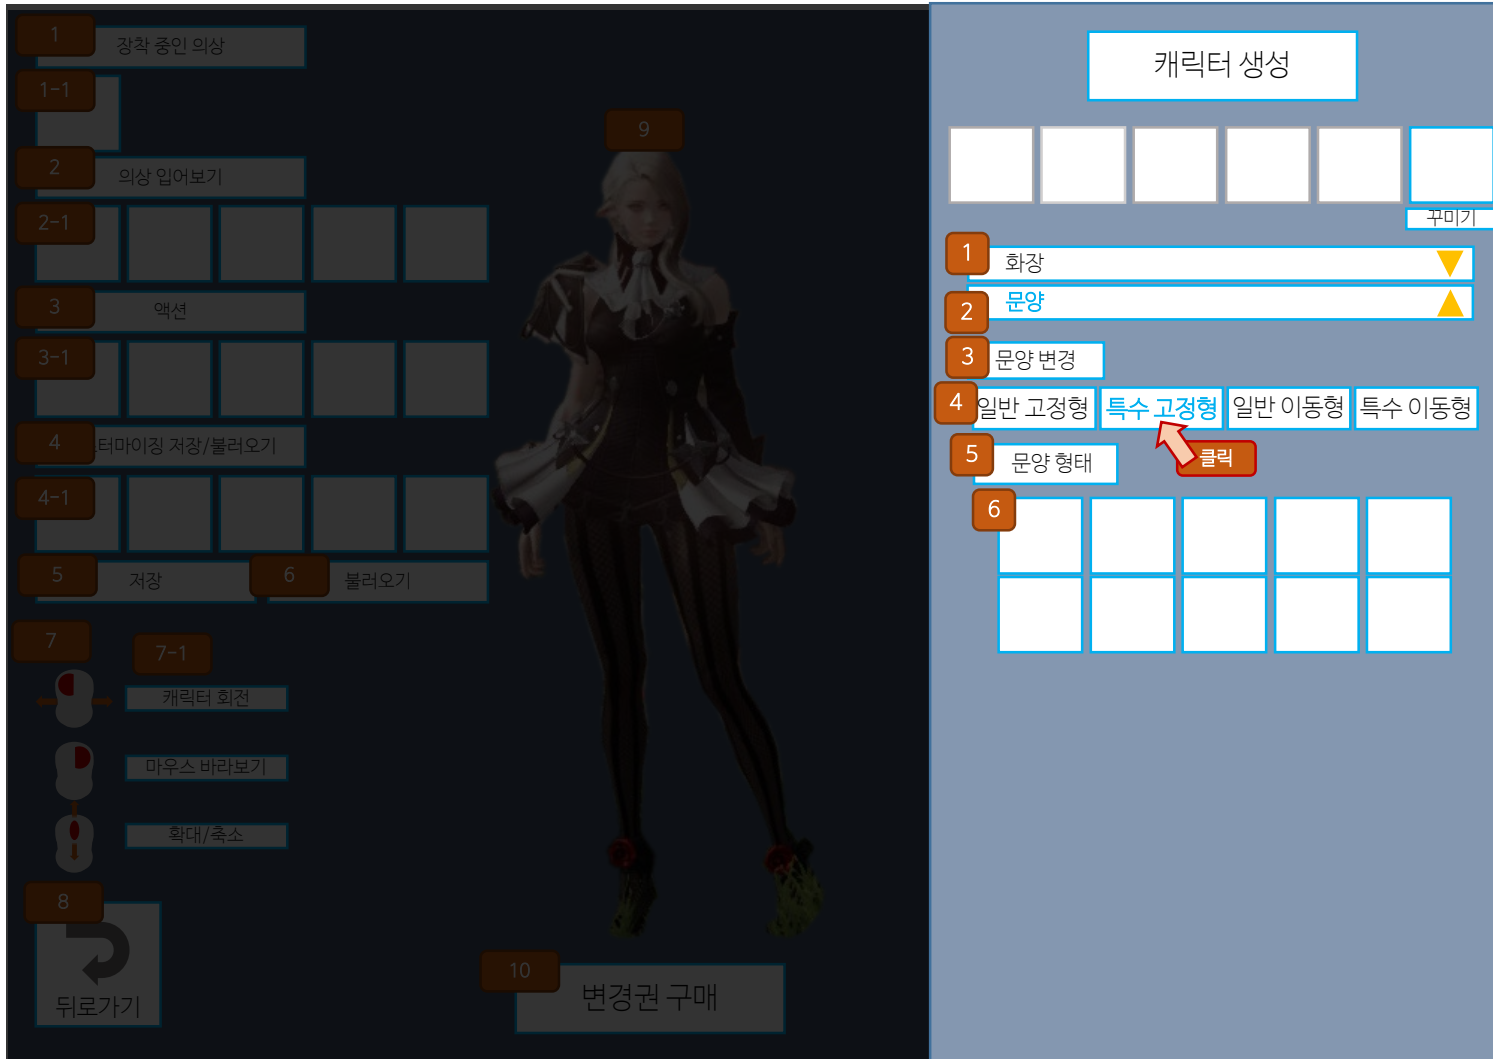 1
장착 중인 의상
1-1
2
의상 입어보기
2-1
3
액션
3-1
4
터마이징 저장/불러오기
4-1
5
저장
6
불러오기
7
7-1
캐릭터 회전
마우스 바라보기
확대/축소
8
뒤로가기
9
10
변경권 구매
캐릭터 생성
꾸미기
1
화장
2
문양
3
문양 변경
4
일반 고정형
특수 고정형
일반 이동형
특수 이동형
클릭
5
문양 형태
6